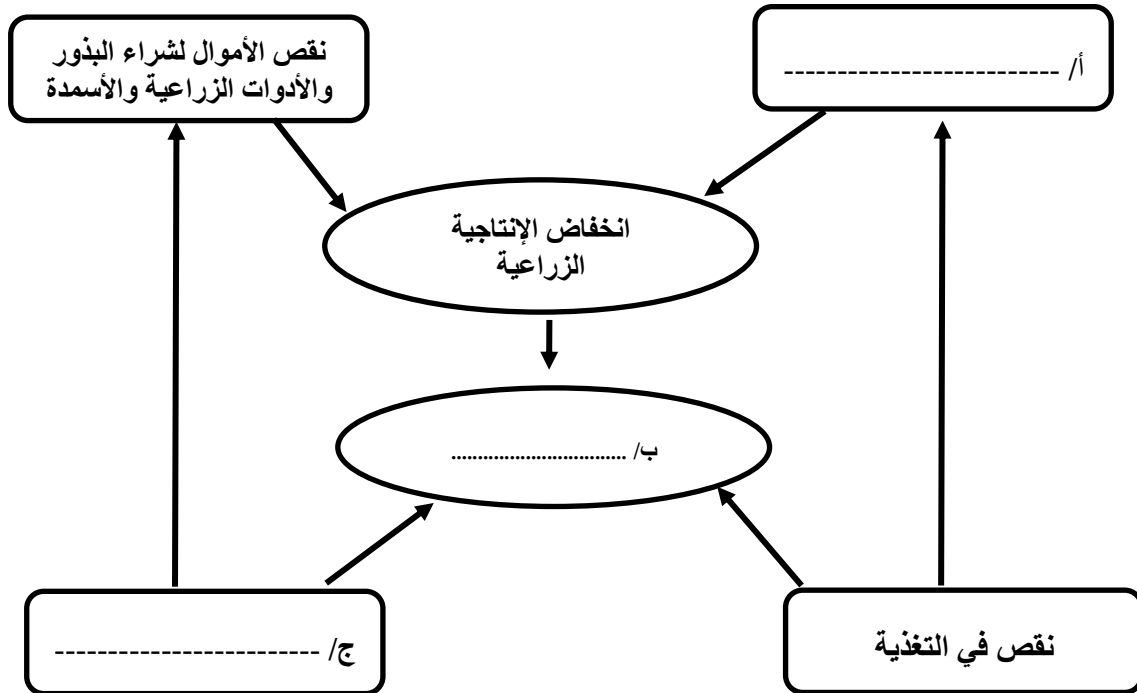 أ/ --------------------------
نقص الأموال لشراء البذور
والأدوات الزراعية والأسمدة
انخفاض الإنتاجية
الزراعية
ب/ ................................
نقص في التغذية
ج/ -------------------------